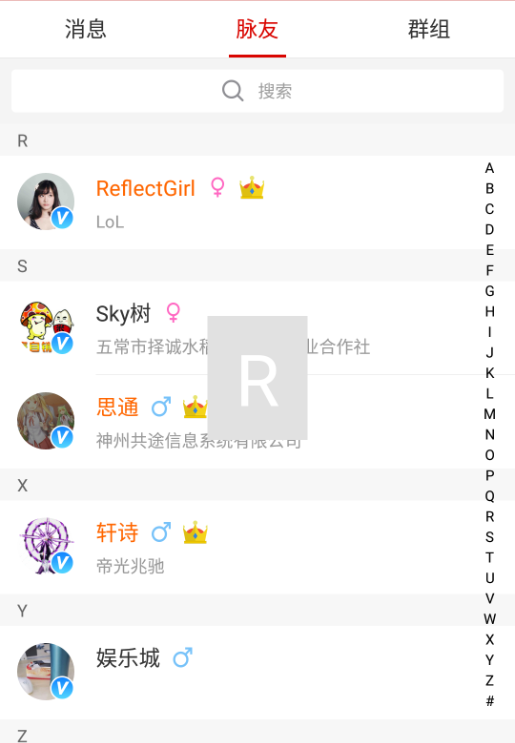 消息 脉友 群组
搜索
R
ReflectGirl
LoL
S
Sky树
五常市择诚水 业合作社
R
思通
神州共途信息系统有限公司
X
轩诗
帝光兆驰
Y
娱乐城
Z
A
B
C
D
E
F
G
H
I
J
K
L
M
N
O
P
Q
R
S
T
U
V
W
X
Y
Z
#